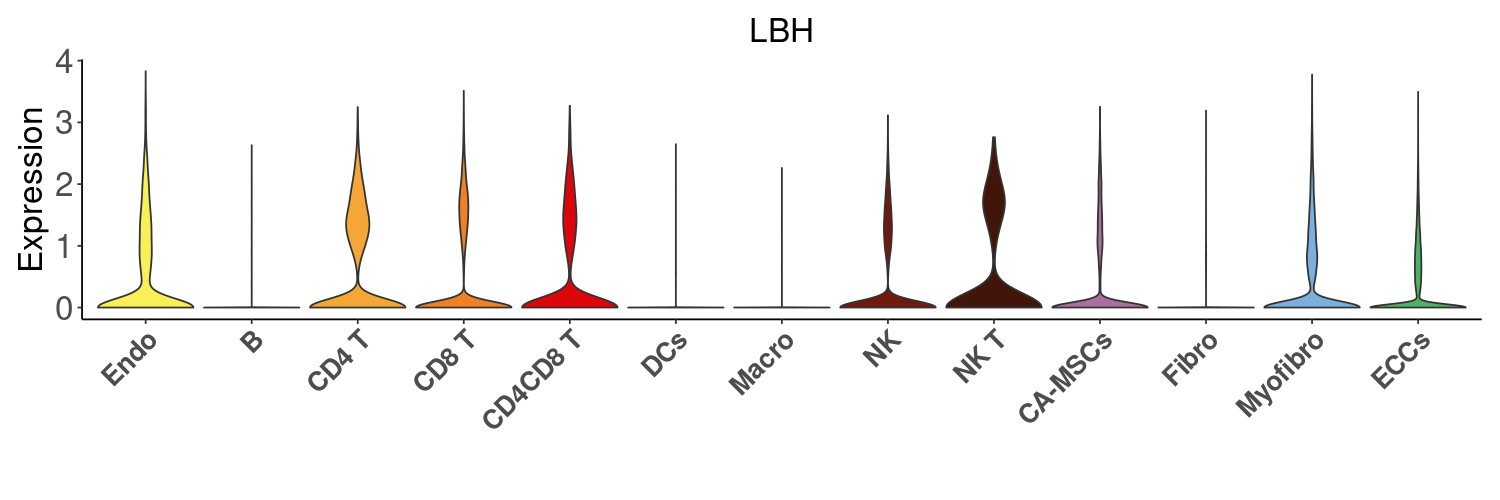 LBH
Expression
4
3
2
1
0
Endo
B
CD4 T
CD8 T
CD4CD8 T
DCs
Macro
NK
NK T
CA-MSCs
Fibro
Myofibro
ECCs